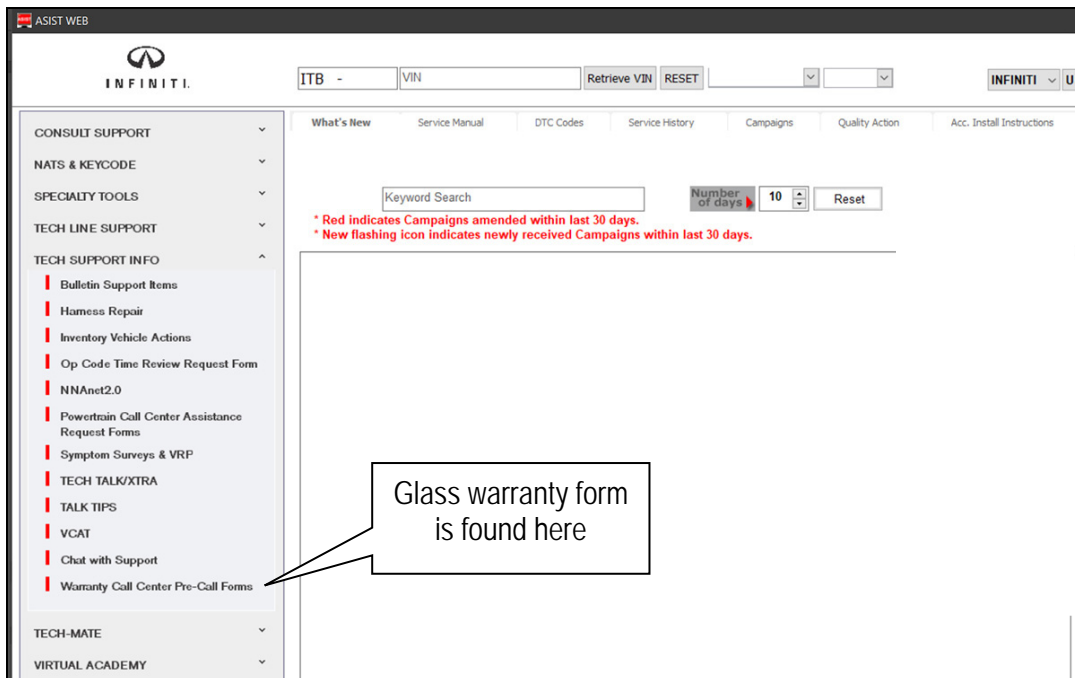 ASIST WEB
INFINITI.
ITB -
VIN
Retrieve VIN
RESET
INFINITI
What's New
Service Manual
DTC Codes
Service History
Campaigns
Quality Action
Acc. Install Instructions
CONSULT SUPPORT
NATS & KEYCODE
SPECIALTY TOOLS
TECH LINE SUPPORT
TECH SUPPORT INFO
Bulletin Support Items
Harness Repair
Inventory Vehicle Actions
Op Code Time Review Request Form
NNAnet2.0
Powertrain Call Center Assistance
Request Forms
Symptom Surveys & VRP
TECH TALK/XTRA
TALK TIPS
VCAT
Chat with Support
Warranty Call Center Pre-Call Forms
TECH-MATE
VIRTUAL ACADEMY
Keyword Search
Number
of days
10
Reset
* Red indicates Campaigns amended within last 30 days.
* New flashing icon indicates newly received Campaigns within last 30 days.
Glass warranty form
is found here